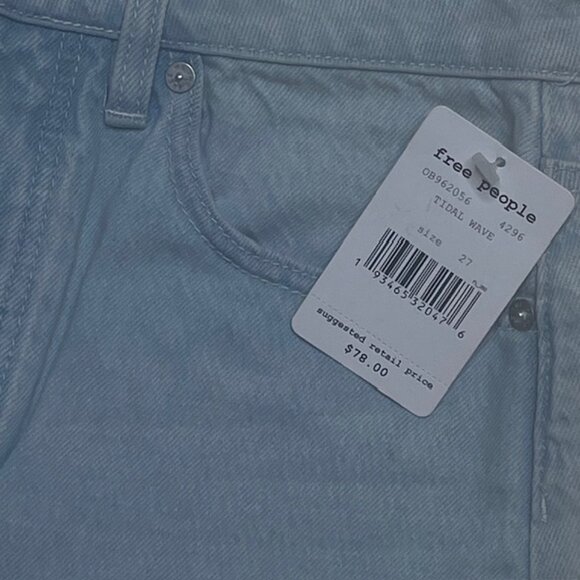 free people
OB962056 4296
TIDAL WAVE
size 27
1 93465 32047 6
suggested retail price
$78.00